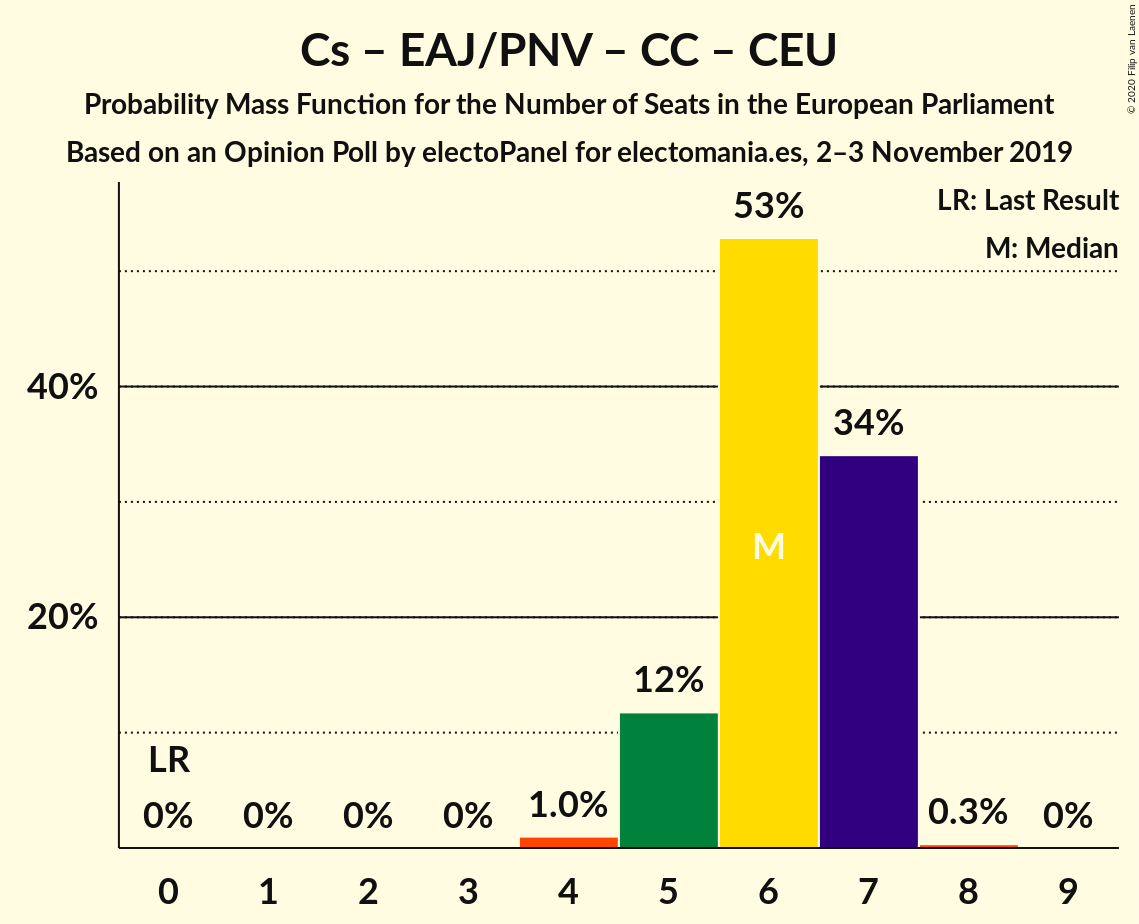 Cs – EAJ/PNV – CC – CEU
Probability Mass Function for the Number of Seats in the European Parliament
Based on an Opinion Poll by electoPanel for electomania.es, 2–3 November 2019
© 2020 Filip van Laenen
LR: Last Result
M: Median
53%
40%
34%
M
20%
12%
LR
0% 0% 0% 0% 1.0% 0.3% 0%
0 1 2 3 4 5 6 7 8 9